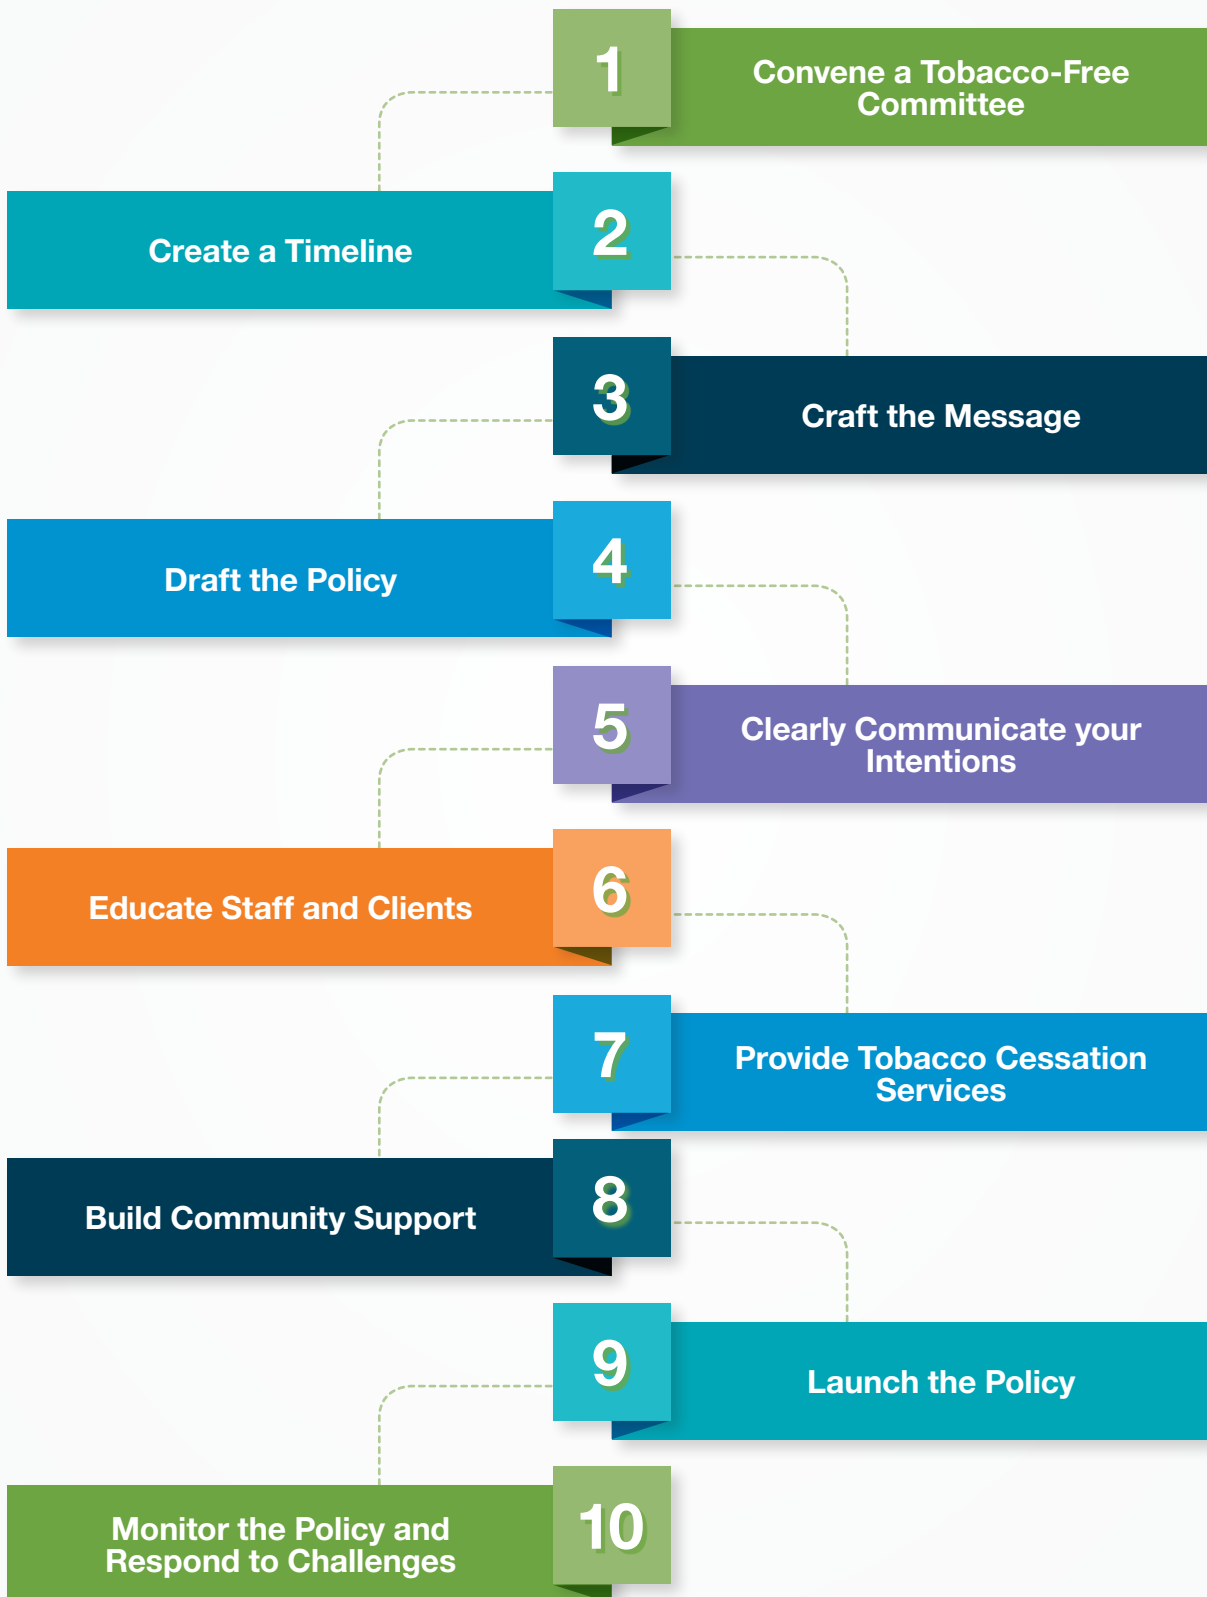 1
Convene a Tobacco-Free
Committee
2
Create a Timeline
3
Craft the Message
4
Draft the Policy
5
Clearly Communicate your
Intentions
6
Educate Staff and Clients
7
Provide Tobacco Cessation
Services
8
Build Community Support
9
Launch the Policy
10
Monitor the Policy and
Respond to Challenges